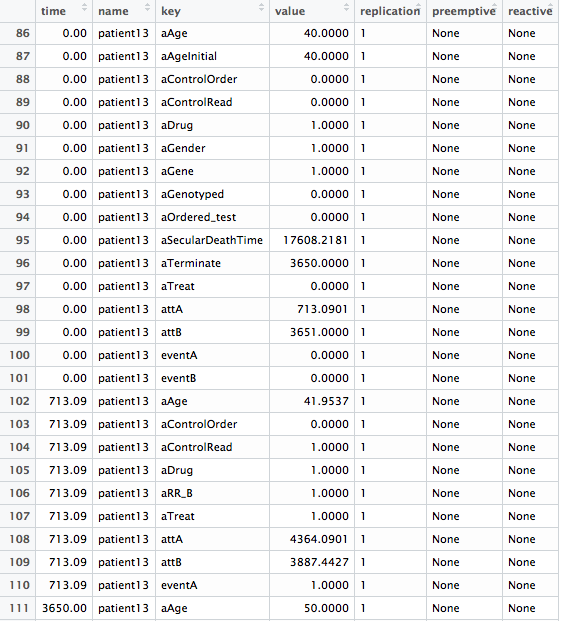 time name key value replication preemptive reactive
86 0.00 patient13 aAge 40.0000 1 None None
87 0.00 patient13 aAgeInitial 40.0000 1 None None
88 0.00 patient13 aControlOrder 0.0000 1 None None
89 0.00 patient13 aControlRead 0.0000 1 None None
90 0.00 patient13 aDrug 1.0000 1 None None
91 0.00 patient13 aGender 1.0000 1 None None
92 0.00 patient13 aGene 1.0000 1 None None
93 0.00 patient13 aGenotyped 0.0000 1 None None
94 0.00 patient13 aOrdered_test 0.0000 1 None None
95 0.00 patient13 aSecularDeathTime 17608.2181 1 None None
96 0.00 patient13 aTerminate 3650.0000 1 None None
97 0.00 patient13 aTreat 0.0000 1 None None
98 0.00 patient13 attA 713.0901 1 None None
99 0.00 patient13 attB 3651.0000 1 None None
100 0.00 patient13 eventA 0.0000 1 None None
101 0.00 patient13 eventB 0.0000 1 None None
102 713.09 patient13 aAge 41.9537 1 None None
103 713.09 patient13 aControlOrder 0.0000 1 None None
104 713.09 patient13 aControlRead 1.0000 1 None None
105 713.09 patient13 aDrug 1.0000 1 None None
106 713.09 patient13 aRR_B 1.0000 1 None None
107 713.09 patient13 aTreat 1.0000 1 None None
108 713.09 patient13 attA 4364.0901 1 None None
109 713.09 patient13 attB 3887.4427 1 None None
110 713.09 patient13 eventA 1.0000 1 None None
111 3650.00 patient13 aAge 50.0000 1 None None